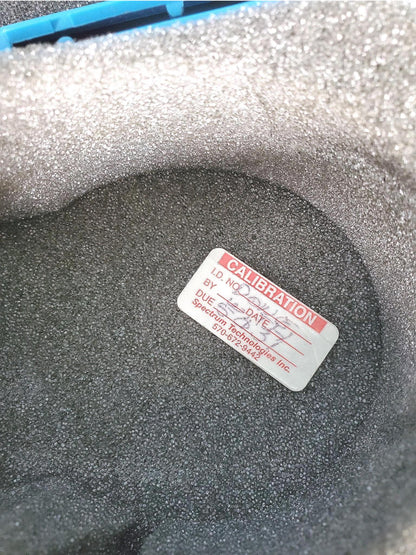 CALIBRATION
I.D. NO.
BY DATE
DUE
Spectrum Technologies Inc.
570-672-9442